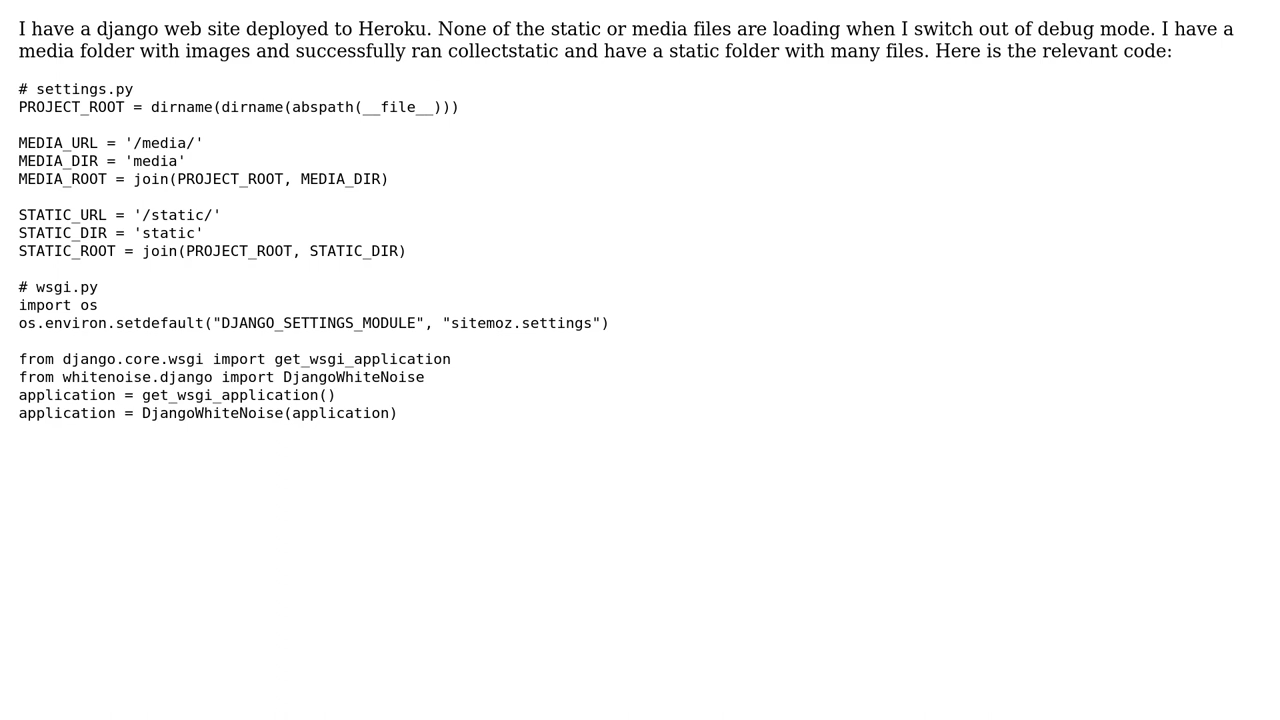 I have a django web site deployed to Heroku. None of the static or media files are loading when I switch out of debug mode. I have a
media folder with images and successfully ran collectstatic and have a static folder with many files. Here is the relevant code:
# settings.py
PROJECT_ROOT = dirname(dirname(abspath(__file__)))
MEDIA_URL = '/media/'
MEDIA_DIR = 'media'
MEDIA_ROOT = join(PROJECT_ROOT, MEDIA_DIR)
STATIC_URL = '/static/'
STATIC_DIR = 'static'
STATIC_ROOT = join(PROJECT_ROOT, STATIC_DIR)
# wsgi.py
import os
os.environ.setdefault("DJANGO_SETTINGS_MODULE", "sitemoz.settings")
from django.core.wsgi import get_wsgi_application
from whitenoise.django import DjangoWhiteNoise
application = get_wsgi_application()
application = DjangoWhiteNoise(application)